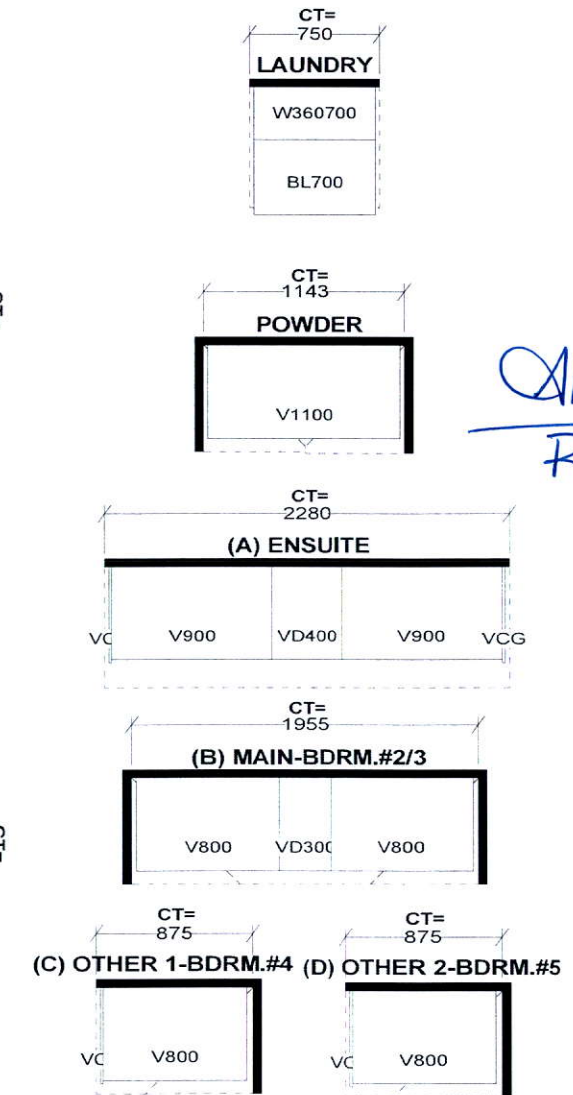 CT=
750
LAUNDRY
W360700
BL700
CT=
1143
POWDER
V1100
CT=
2280
(A) ENSUITE
VC V900 VD400 V900 VCG
CT=
1955
(B) MAIN-BDRM.#2/3
V800 VD300 V800
CT=
875
(C) OTHER 1-BDRM.#4
VC V800
CT=
875
(D) OTHER 2-BDRM.#5
VC V800